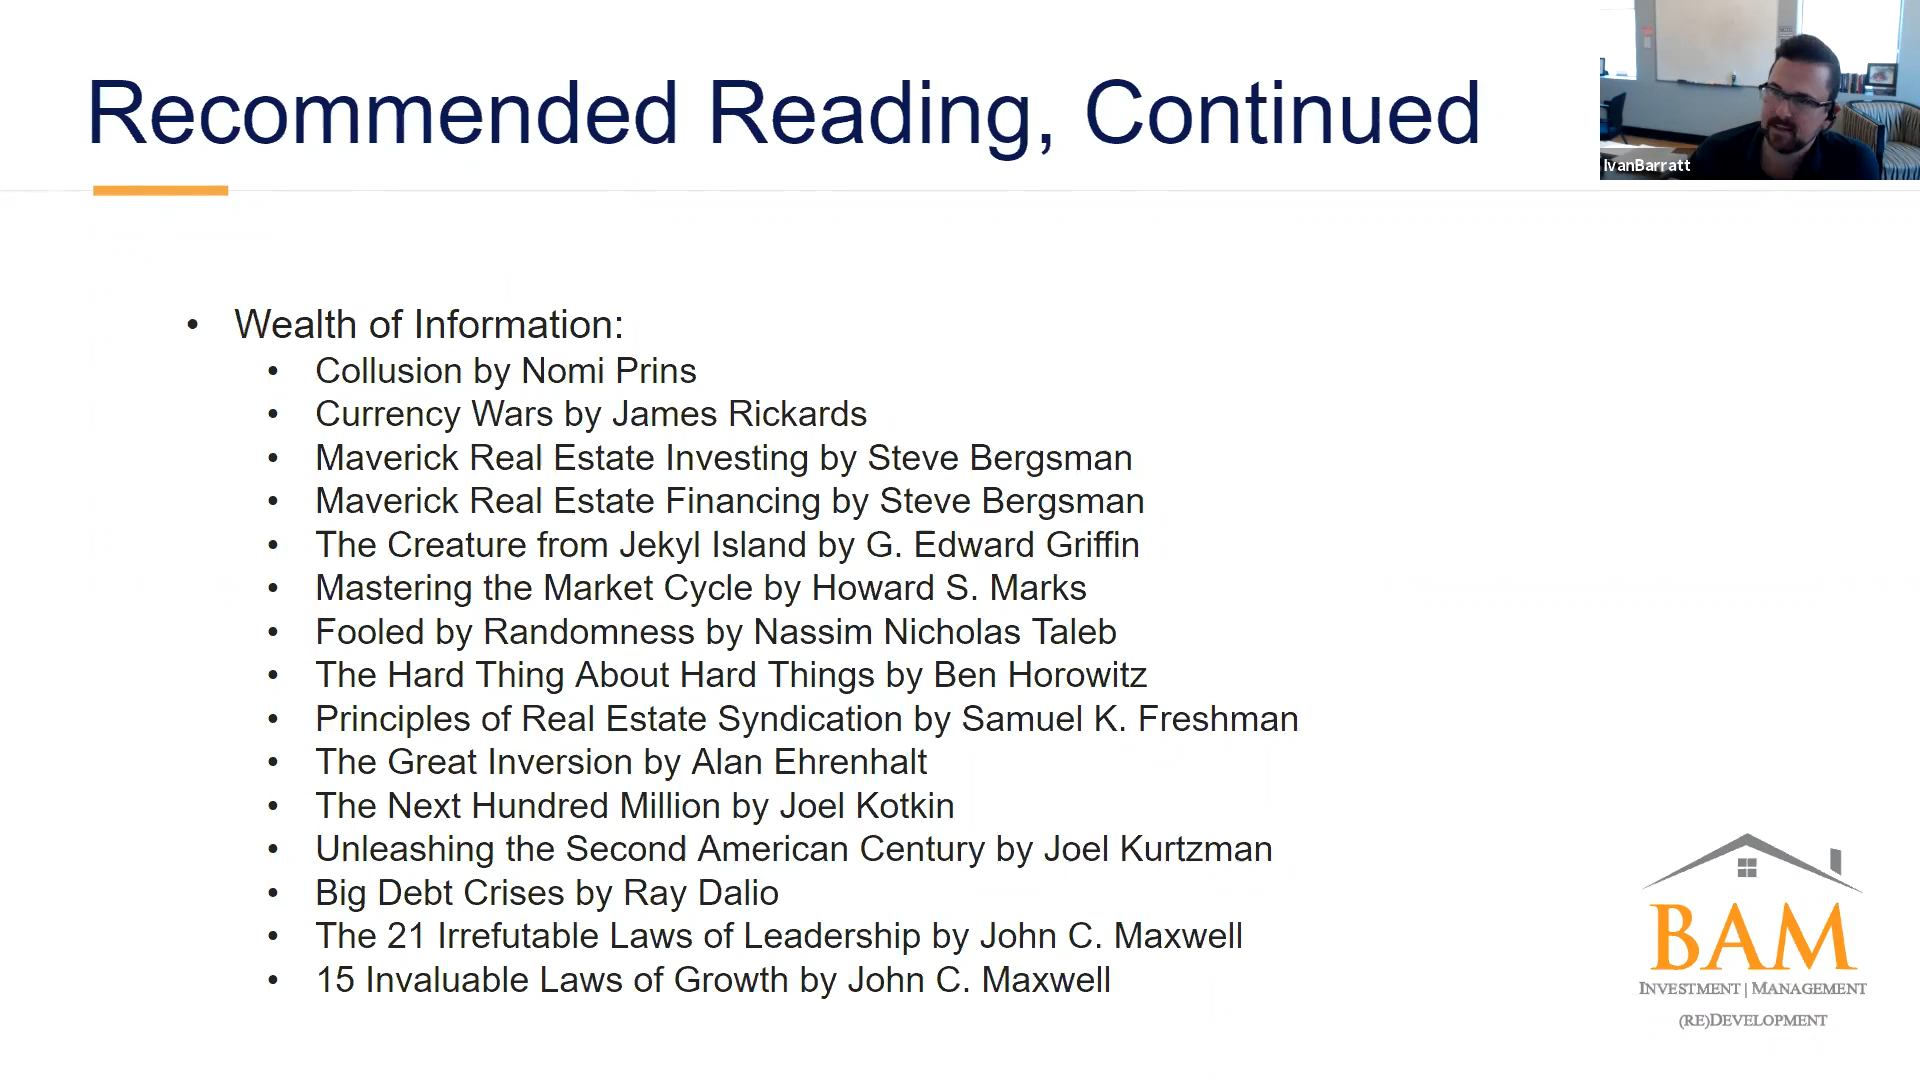 Recommended Reading, Continued
IvanBarratt
• Wealth of Information:
• Collusion by Nomi Prins
• Currency Wars by James Rickards
• Maverick Real Estate Investing by Steve Bergsman
• Maverick Real Estate Financing by Steve Bergsman
• The Creature from Jekyl Island by G. Edward Griffin
• Mastering the Market Cycle by Howard S. Marks
• Fooled by Randomness by Nassim Nicholas Taleb
• The Hard Thing About Hard Things by Ben Horowitz
• Principles of Real Estate Syndication by Samuel K. Freshman
• The Great Inversion by Alan Ehrenhalt
• The Next Hundred Million by Joel Kotkin
• Unleashing the Second American Century by Joel Kurtzman
• Big Debt Crises by Ray Dalio
• The 21 Irrefutable Laws of Leadership by John C. Maxwell
• 15 Invaluable Laws of Growth by John C. Maxwell
BAM
INVESTMENT | MANAGEMENT
(RE)DEVELOPMENT